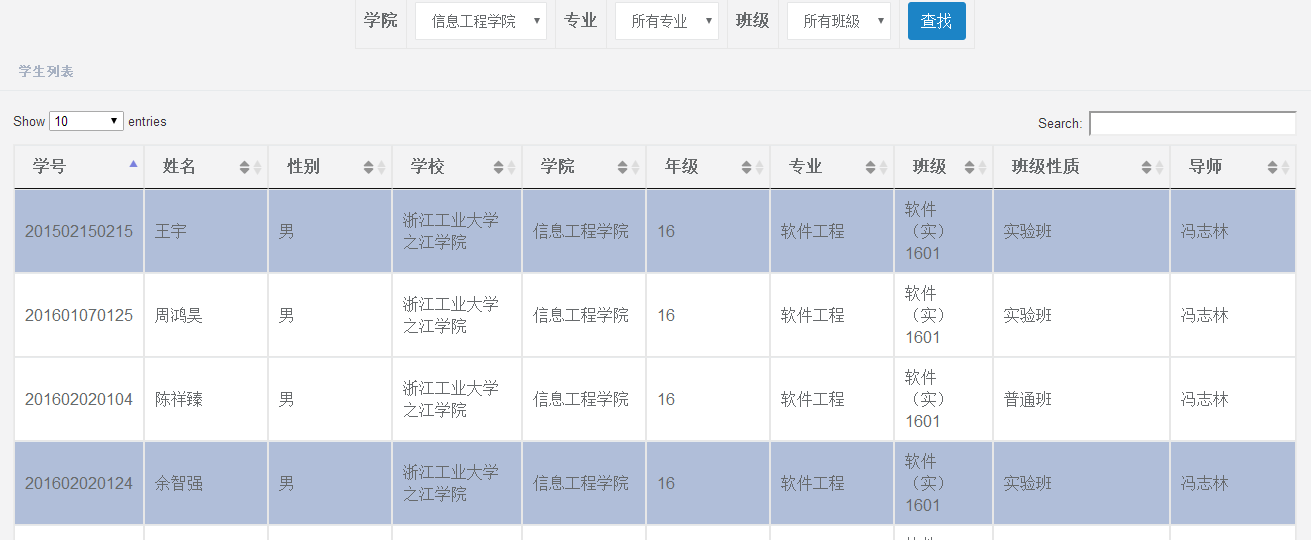 学院 信息工程学院 专业 所有专业 班级 所有班级 查找
学生列表
Show 10 entries Search:
学号 姓名 性别 学校 学院 年级 专业 班级 班级性质 导师
201502150215 王宇 男 浙江工业大学之江学院 信息工程学院 16 软件工程 软件（实）1601 实验班 冯志林
201601070125 周鸿昊 男 浙江工业大学之江学院 信息工程学院 16 软件工程 软件（实）1601 实验班 冯志林
201602020104 陈祥臻 男 浙江工业大学之江学院 信息工程学院 16 软件工程 软件（实）1601 普通班 冯志林
201602020124 余智强 男 浙江工业大学之江学院 信息工程学院 16 软件工程 软件（实）1601 实验班 冯志林